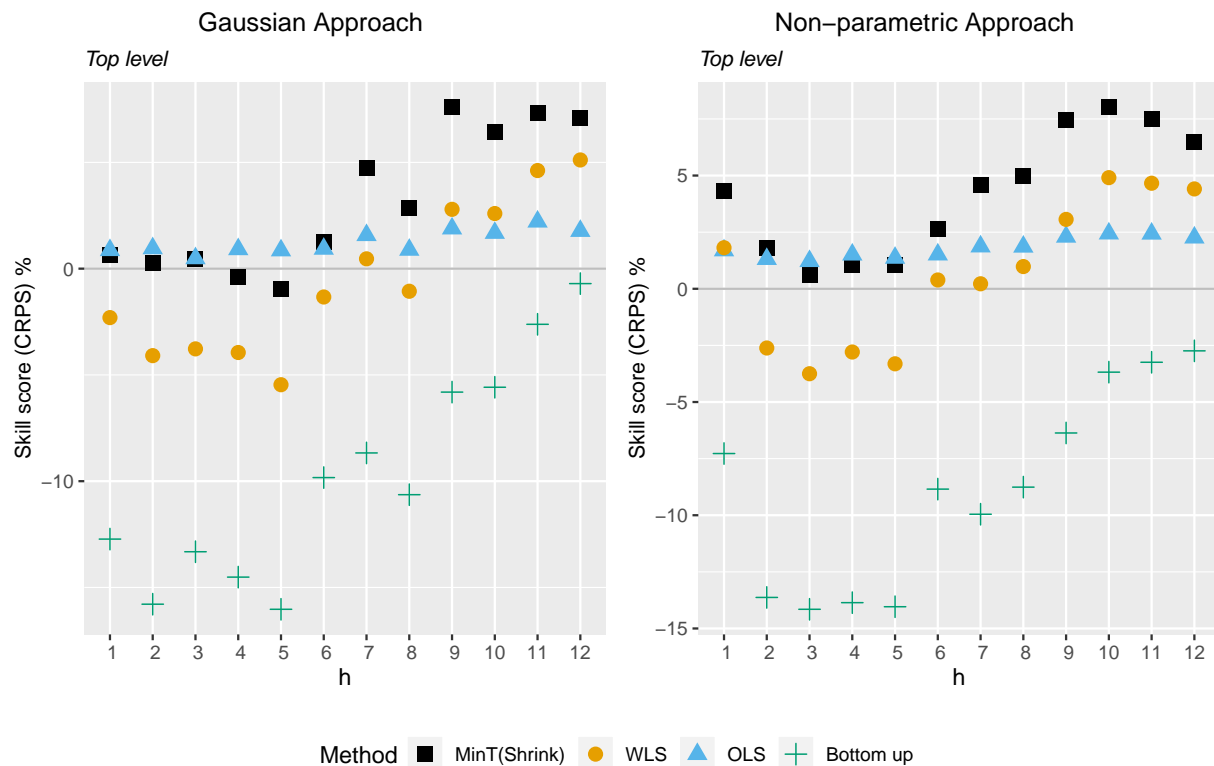 Gaussian Approach
Top level
Skill score (CRPS) %
0
−10
1 2 3 4 5 6 7 8 9 10 11 12
h
Non−parametric Approach
Top level
Skill score (CRPS) %
5
0
−5
−10
−15
1 2 3 4 5 6 7 8 9 10 11 12
h
Method MinT(Shrink) WLS OLS Bottom up